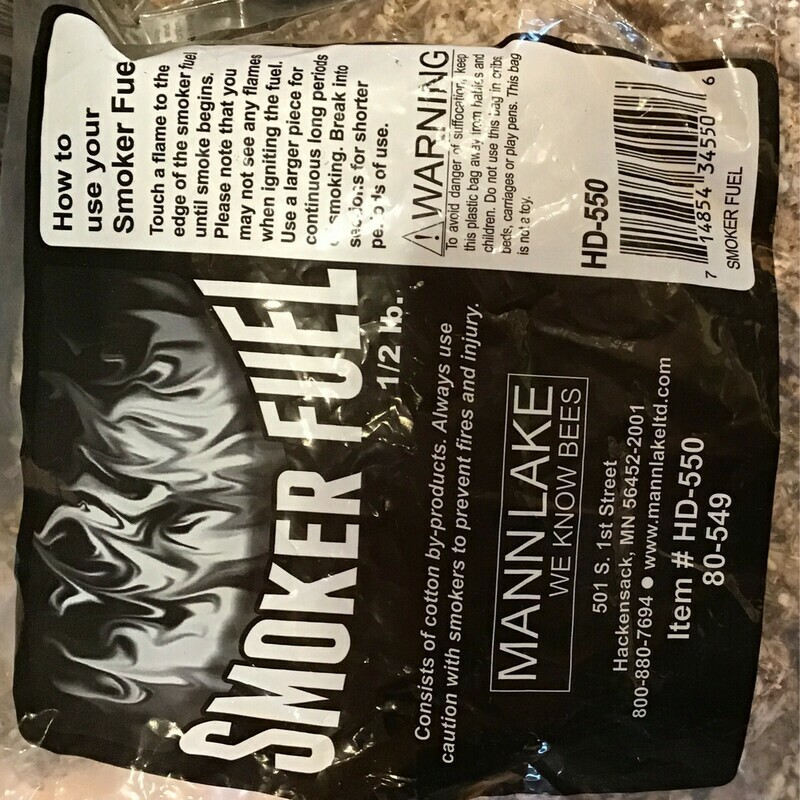 How to
use your
Smoker Fue
Touch a flame to the
edge of the smoker fuel
until smoke begins.
Please note that you
may not see any flames
when igniting the fuel.
Use a larger piece for
continuous long periods
smoking. Break into
sections for shorter
periods of use.
WARNING
To avoid danger of suffocation, keep
this plastic bag away from babies and
children. Do not use this bag in cribs
beds, carriages or play pens. This bag
is not a toy.
HD-550
7 14854 34550 6
SMOKER FUEL
SMOKER FUEL
1/2 lb.
Consists of cotton by-products. Always use
caution with smokers to prevent fires and injury.
MANN LAKE
WE KNOW BEES
501 S. 1st Street
Hackensack, MN 56452-2001
800-880-7694 ● www.mannlakeltd.com
Item # HD-550
80-549